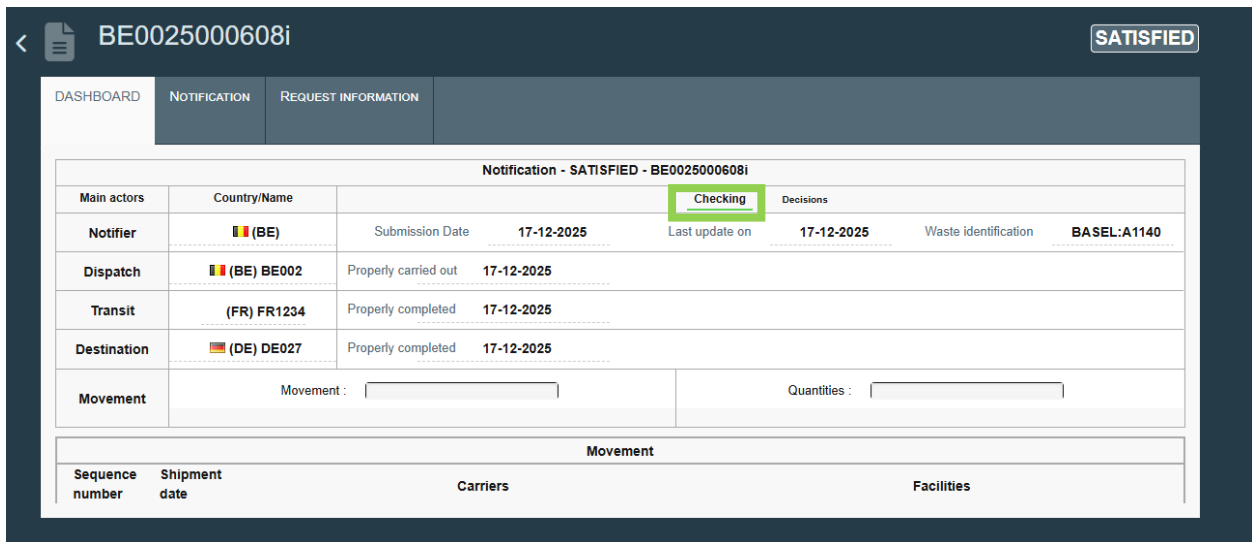 BE0025000608i
SATISFIED
DASHBOARD NOTIFICATION REQUEST INFORMATION
Notification - SATISFIED - BE0025000608i
Main actors Country/Name Checking Decisions
Notifier (BE) Submission Date 17-12-2025 Last update on 17-12-2025 Waste identification BASEL:A1140
Dispatch (BE) BE002 Properly carried out 17-12-2025
Transit (FR) FR1234 Properly completed 17-12-2025
Destination (DE) DE027 Properly completed 17-12-2025
Movement Movement : Quantities :
Movement
Sequence number Shipment date Carriers Facilities